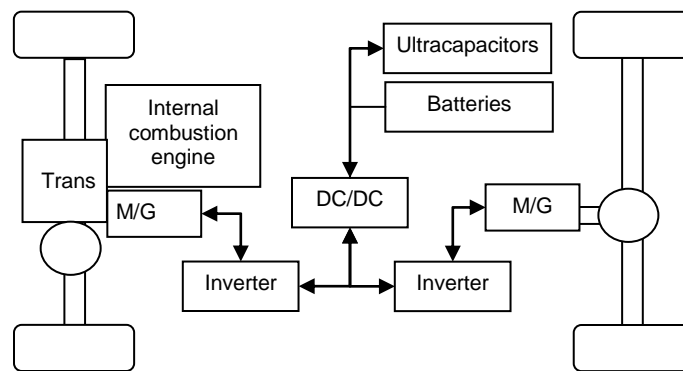 Ultracapacitors
Internal
combustion
engine
Batteries
Trans
M/G
DC/DC
M/G
Inverter
Inverter